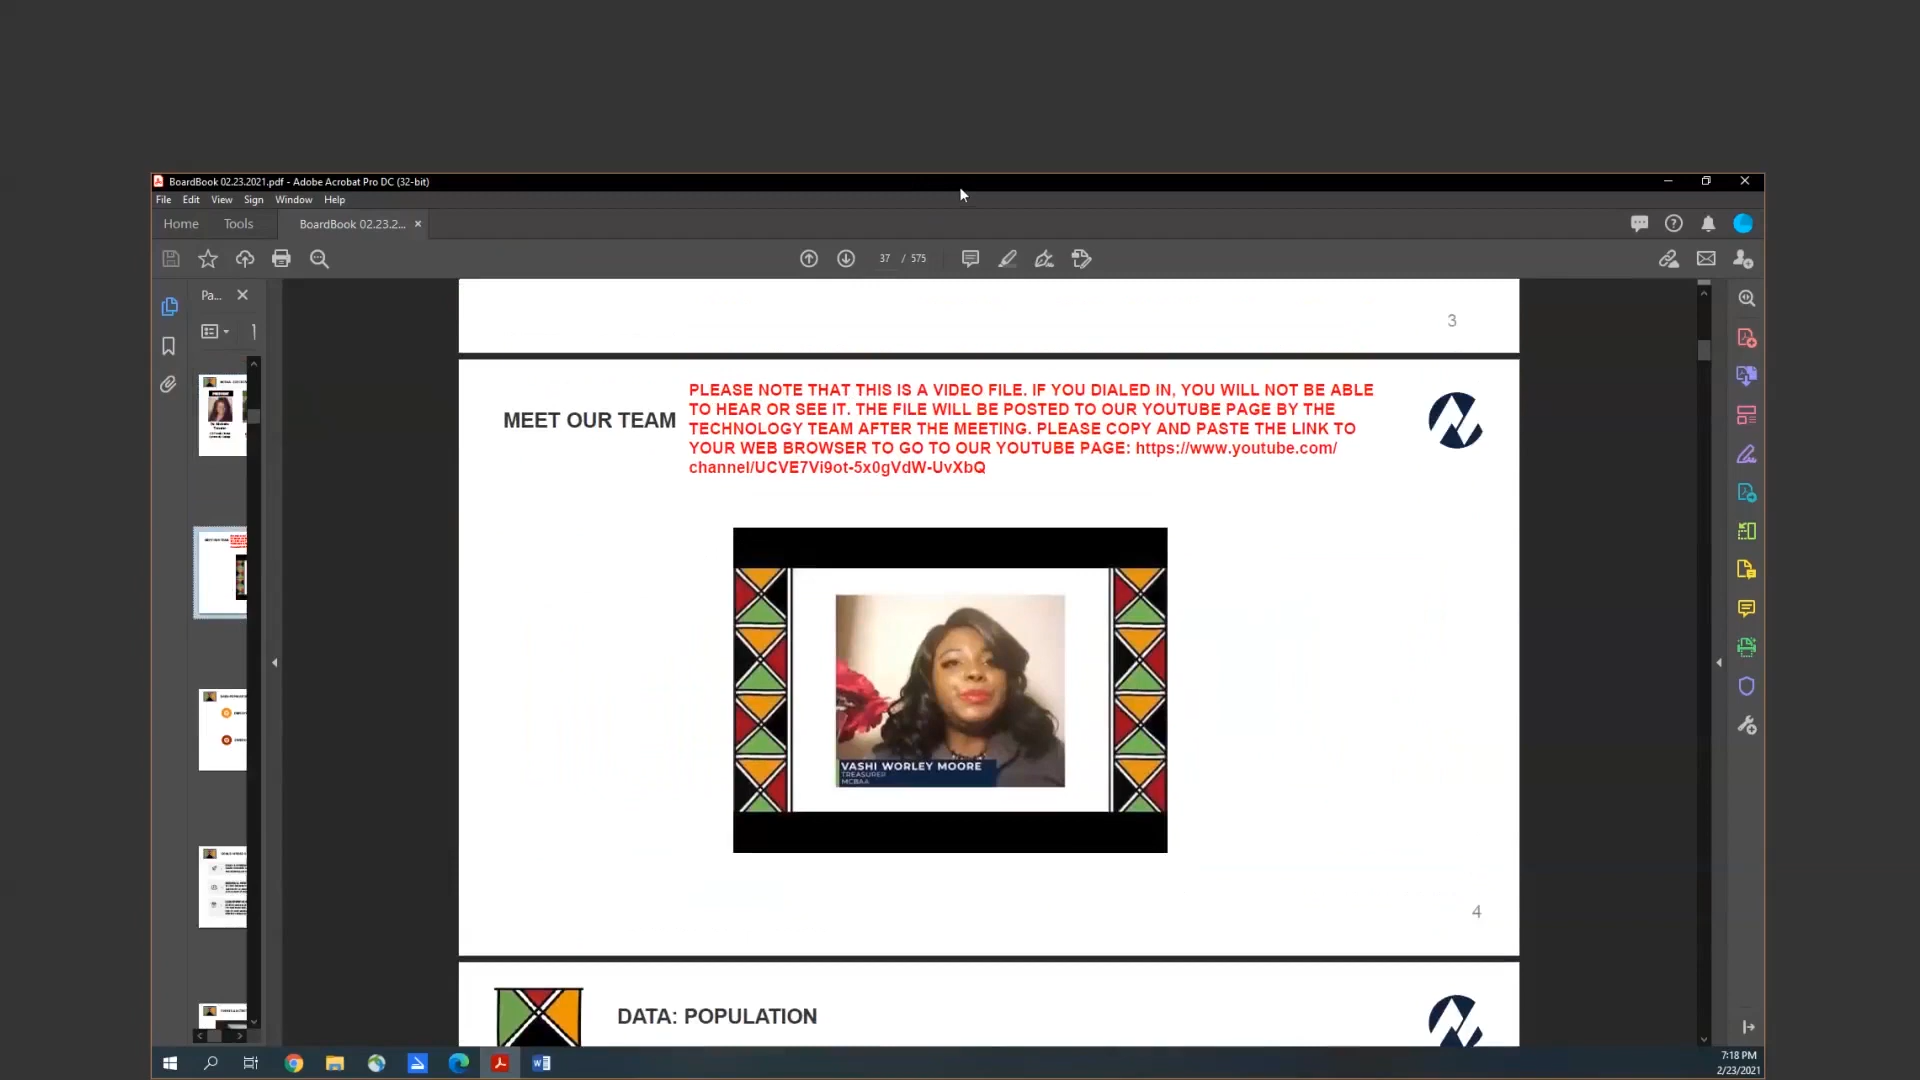 BoardBook 02.23.2021.pdf - Adobe Acrobat Pro DC (32-bit)
File Edit View Sign Window Help
Home Tools BoardBook 02.23.2...
37 / 575
Pa...
3
MEET OUR TEAM
PLEASE NOTE THAT THIS IS A VIDEO FILE. IF YOU DIALED IN, YOU WILL NOT BE ABLE
TO HEAR OR SEE IT. THE FILE WILL BE POSTED TO OUR YOUTUBE PAGE BY THE
TECHNOLOGY TEAM AFTER THE MEETING. PLEASE COPY AND PASTE THE LINK TO
YOUR WEB BROWSER TO GO TO OUR YOUTUBE PAGE: https://www.youtube.com/
channel/UCVE7Vi9ot-5x0gVdW-UvXbQ
VASHI WORLEY MOORE
TREASURER
MCBAA
4
DATA: POPULATION
7:18 PM
2/23/2021